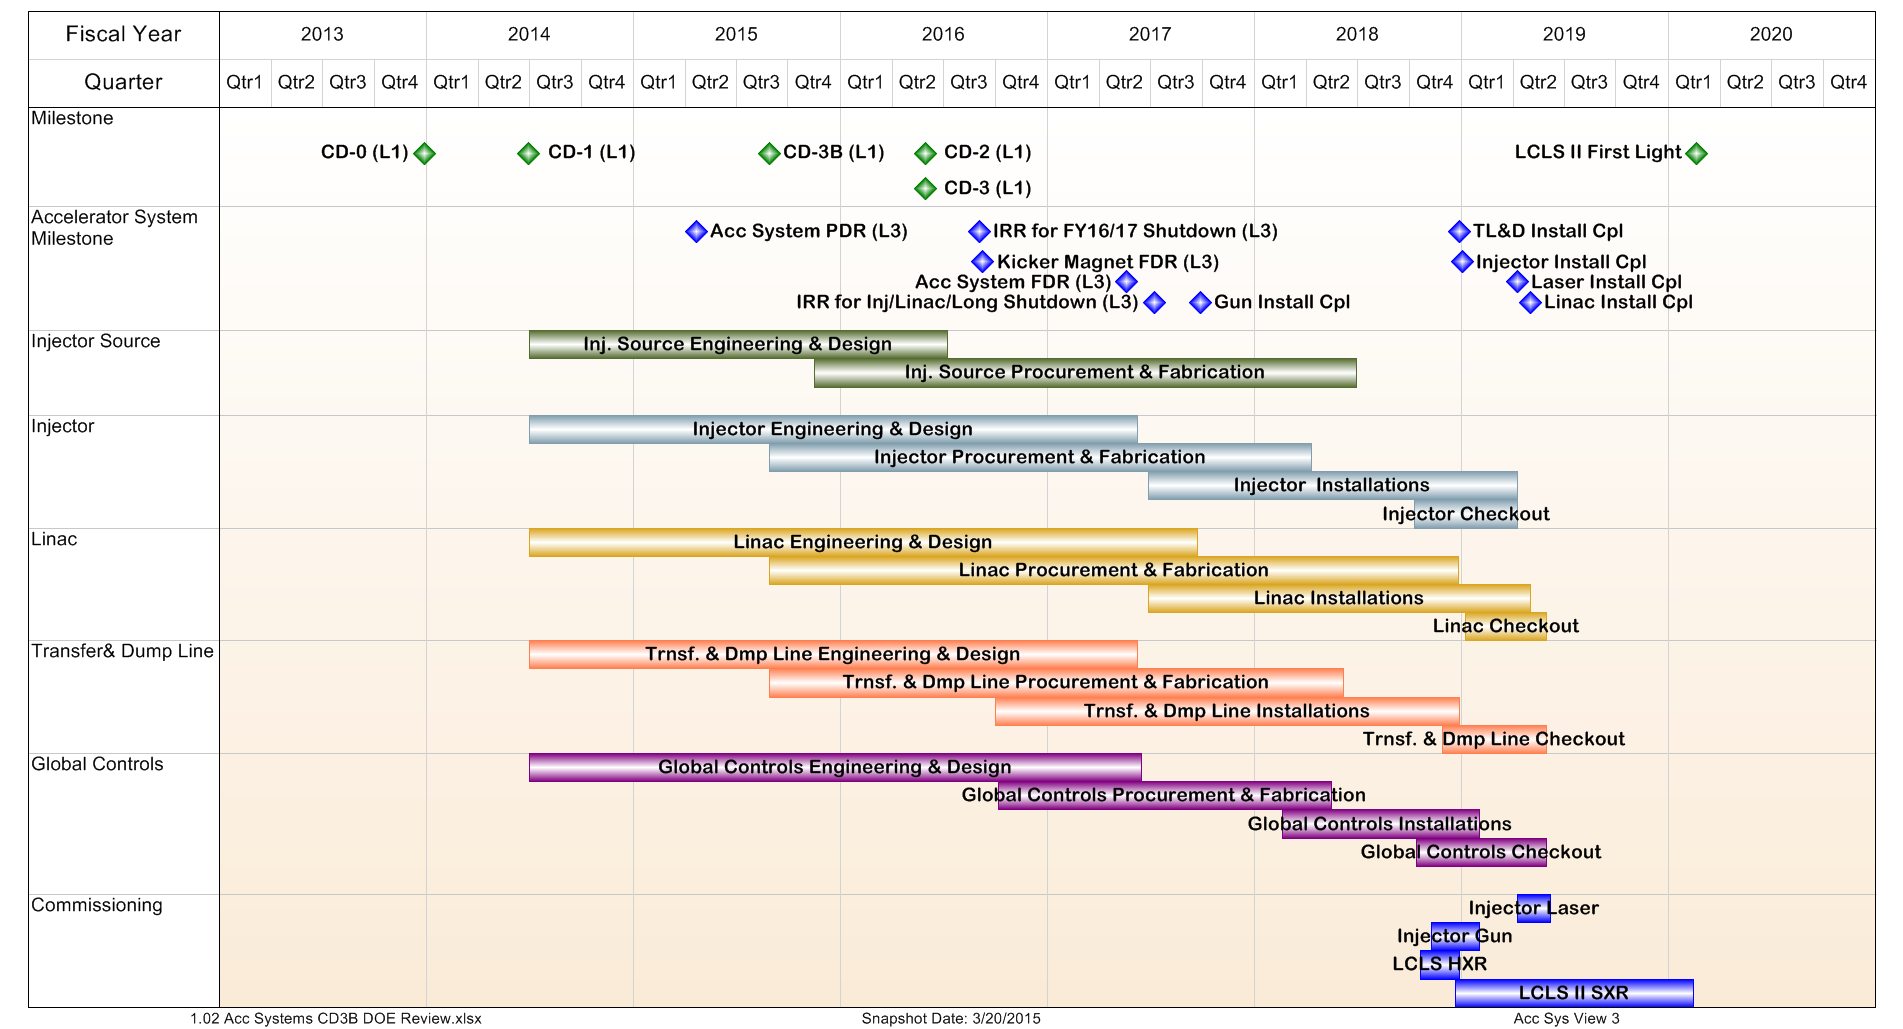 Fiscal Year 2013 2014 2015 2016 2017 2018 2019 2020
Quarter Qtr1 Qtr2 Qtr3 Qtr4 Qtr1 Qtr2 Qtr3 Qtr4 Qtr1 Qtr2 Qtr3 Qtr4 Qtr1 Qtr2 Qtr3 Qtr4 Qtr1 Qtr2 Qtr3 Qtr4 Qtr1 Qtr2 Qtr3 Qtr4 Qtr1 Qtr2 Qtr3 Qtr4 Qtr1 Qtr2 Qtr3 Qtr4
Milestone
CD-0 (L1) CD-1 (L1) CD-3B (L1) CD-2 (L1) LCLS II First Light
CD-3 (L1)
Accelerator System
Milestone
Acc System PDR (L3) IRR for FY16/17 Shutdown (L3) TL&D Install Cpl
Kicker Magnet FDR (L3) Injector Install Cpl
Acc System FDR (L3) Laser Install Cpl
IRR for Inj/Linac/Long Shutdown (L3) Gun Install Cpl Linac Install Cpl
Injector Source
Inj. Source Engineering & Design
Inj. Source Procurement & Fabrication
Injector
Injector Engineering & Design
Injector Procurement & Fabrication
Injector  Installations
Injector Checkout
Linac
Linac Engineering & Design
Linac Procurement & Fabrication
Linac Installations
Linac Checkout
Transfer& Dump Line
Trnsf. & Dmp Line Engineering & Design
Trnsf. & Dmp Line Procurement & Fabrication
Trnsf. & Dmp Line Installations
Trnsf. & Dmp Line Checkout
Global Controls
Global Controls Engineering & Design
Global Controls Procurement & Fabrication
Global Controls Installations
Global Controls Checkout
Commissioning
Injector Laser
Injector Gun
LCLS HXR
LCLS II SXR
1.02 Acc Systems CD3B DOE Review.xlsx Snapshot Date: 3/20/2015 Acc Sys View 3